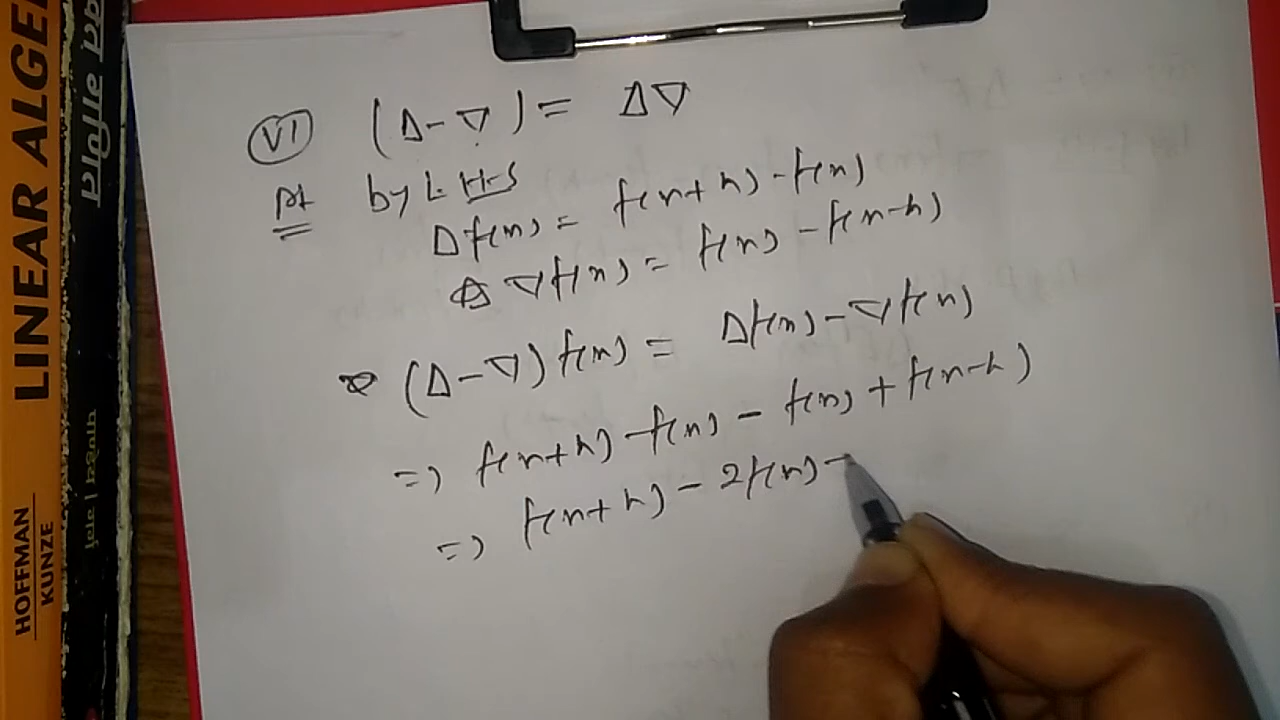 LINEAR ALGE
HOFFMAN
KUNZE
VI (Δ-∇) = Δ∇
Pf by L.H.S
Δf(n) = f(n+h) - f(n)
∇f(n) = f(n) - f(n-h)
(Δ-∇)f(n) = Δf(n) - ∇f(n)
=) f(n+h) - f(n) - f(n) + f(n-h)
=) f(n+h) - 2f(n) -